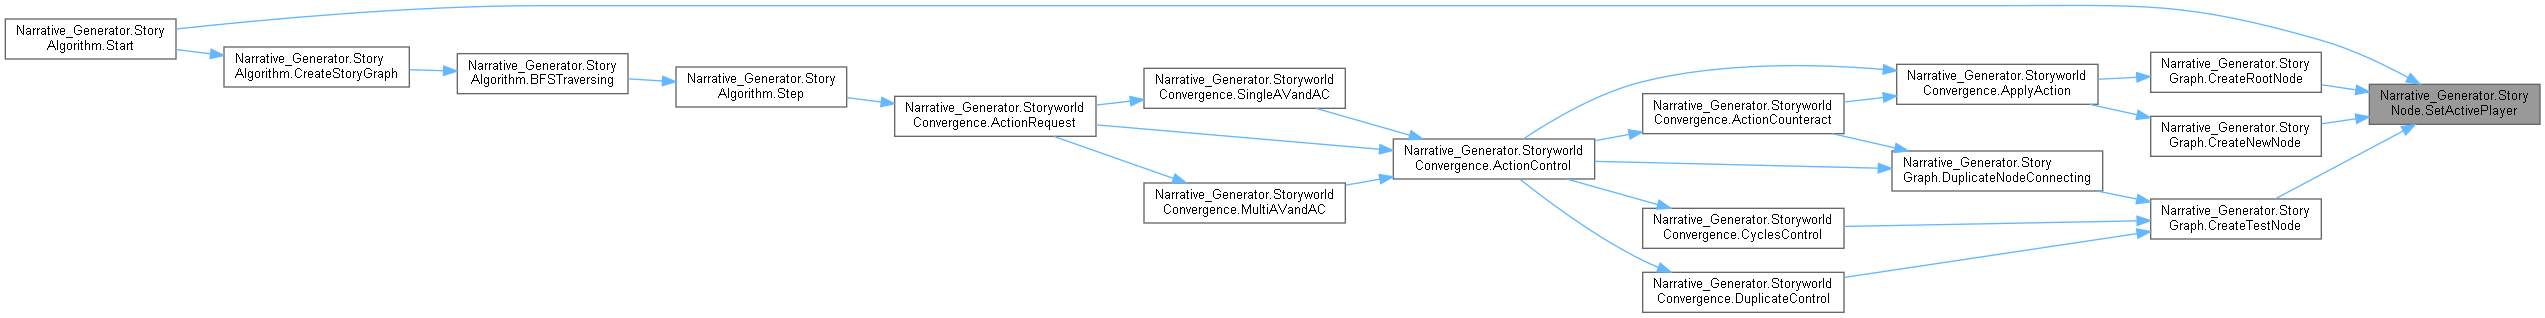 Narrative_Generator.Story
Algorithm.Start
Narrative_Generator.Story
Algorithm.CreateStoryGraph
Narrative_Generator.Story
Algorithm.BFSTraversing
Narrative_Generator.Story
Algorithm.Step
Narrative_Generator.Storyworld
Convergence.ActionRequest
Narrative_Generator.Storyworld
Convergence.SingleAVandAC
Narrative_Generator.Storyworld
Convergence.MultiAVandAC
Narrative_Generator.Storyworld
Convergence.ActionControl
Narrative_Generator.Storyworld
Convergence.ActionCounteract
Narrative_Generator.Storyworld
Convergence.CyclesControl
Narrative_Generator.Storyworld
Convergence.DuplicateControl
Narrative_Generator.Storyworld
Convergence.ApplyAction
Narrative_Generator.Story
Graph.DuplicateNodeConnecting
Narrative_Generator.Story
Graph.CreateRootNode
Narrative_Generator.Story
Graph.CreateNewNode
Narrative_Generator.Story
Graph.CreateTestNode
Narrative_Generator.Story
Node.SetActivePlayer